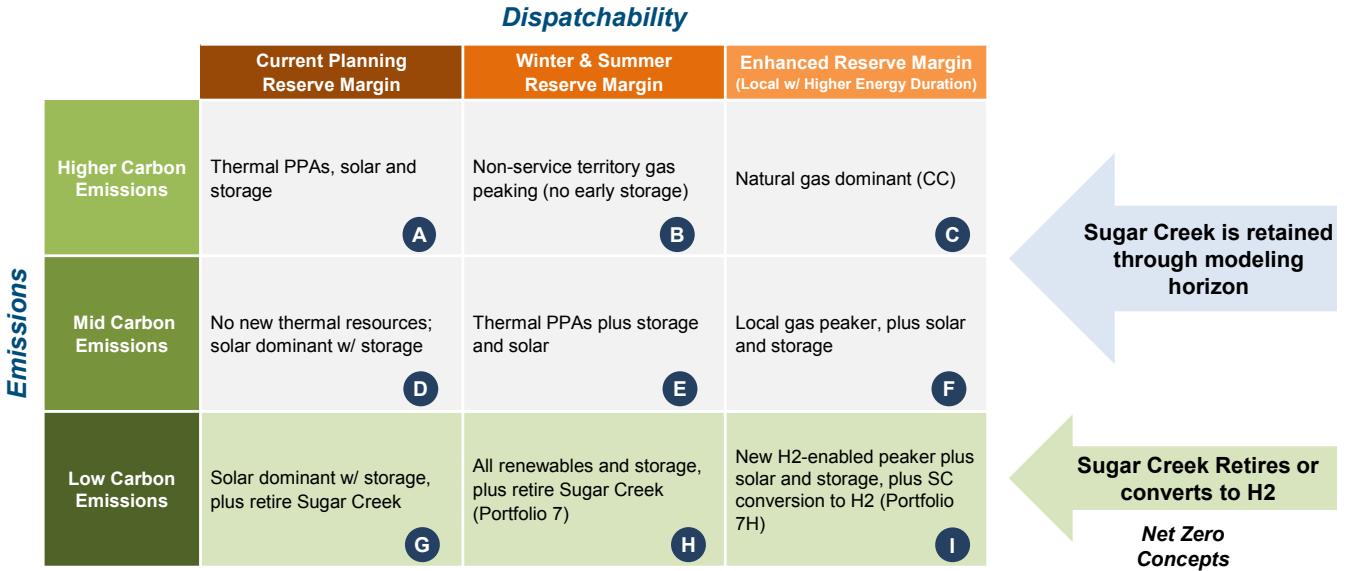 Dispatchability
Current Planning
Reserve Margin
Winter & Summer
Reserve Margin
Enhanced Reserve Margin
(Local w/ Higher Energy Duration)
Emissions
Higher Carbon
Emissions
Thermal PPAs, solar and
storage
A
Non-service territory gas
peaking (no early storage)
B
Natural gas dominant (CC)
C
Sugar Creek is retained
through modeling
horizon
Mid Carbon
Emissions
No new thermal resources;
solar dominant w/ storage
D
Thermal PPAs plus storage
and solar
E
Local gas peaker, plus solar
and storage
F
Low Carbon
Emissions
Solar dominant w/ storage,
plus retire Sugar Creek
G
All renewables and storage,
plus retire Sugar Creek
(Portfolio 7)
H
New H2-enabled peaker plus
solar and storage, plus SC
conversion to H2 (Portfolio
7H)
I
Sugar Creek Retires or
converts to H2
Net Zero
Concepts